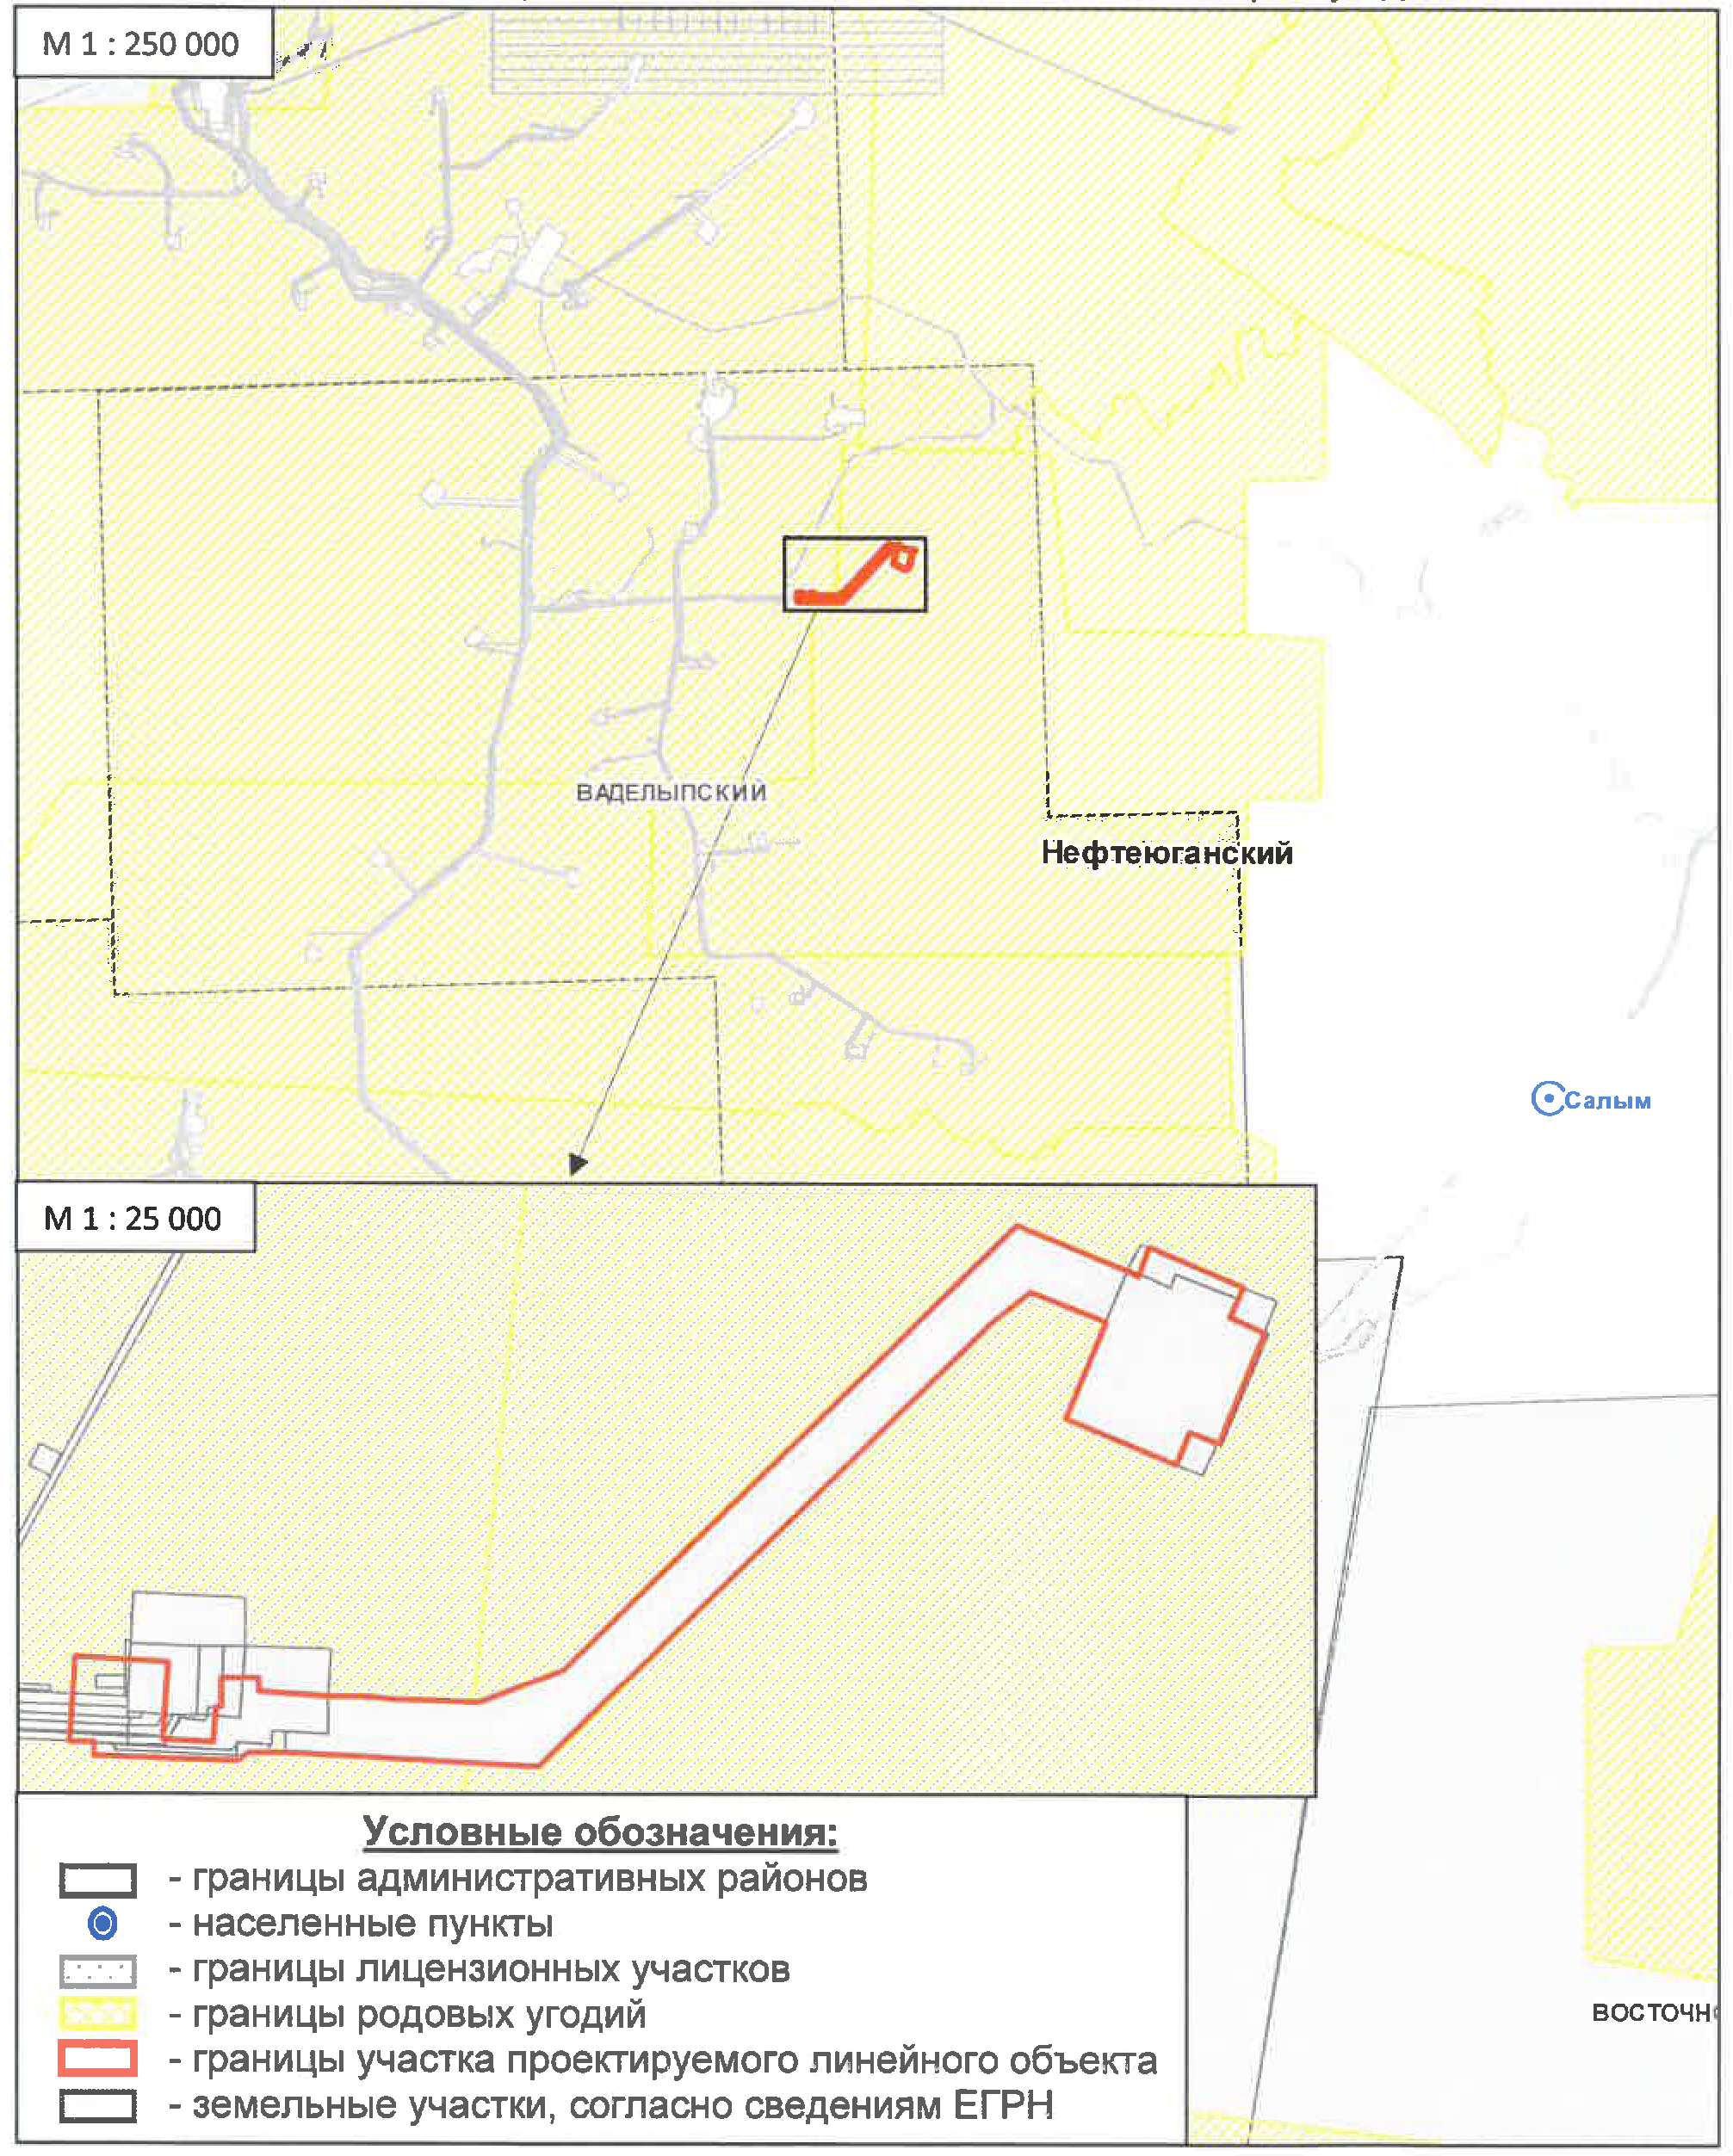 М 1 : 250 000
ВАДЕЛЫПСКИЙ
Нефтеюганский
Салым
М 1 : 25 000
Условные обозначения:
- границы административных районов
- населенные пункты
- границы лицензионных участков
- границы родовых угодий
- границы участка проектируемого линейного объекта
- земельные участки, согласно сведениям ЕГРН
ВОСТОЧН